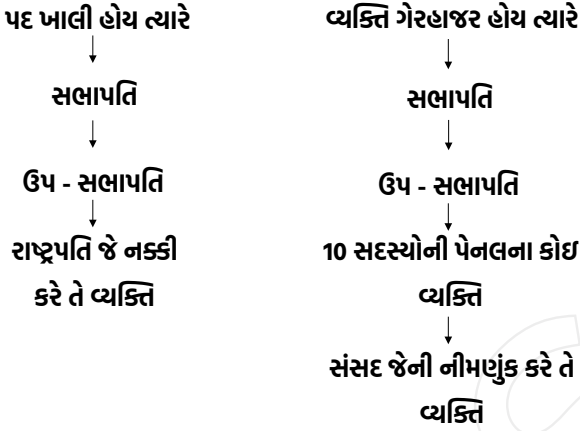 પદ ખાલી હોય ત્યારે
સભાપતિ
ઉપ - સભાપતિ
રાષ્ટ્રપતિ જે નક્કી
કરે તે વ્યક્તિ
વ્યક્તિ ગેરહાજર હોય ત્યારે
સભાપતિ
ઉપ - સભાપતિ
10 સદસ્યોની પેનલના કોઇ
વ્યક્તિ
સંસદ જેની નીમણુંક કરે તે
વ્યક્તિ